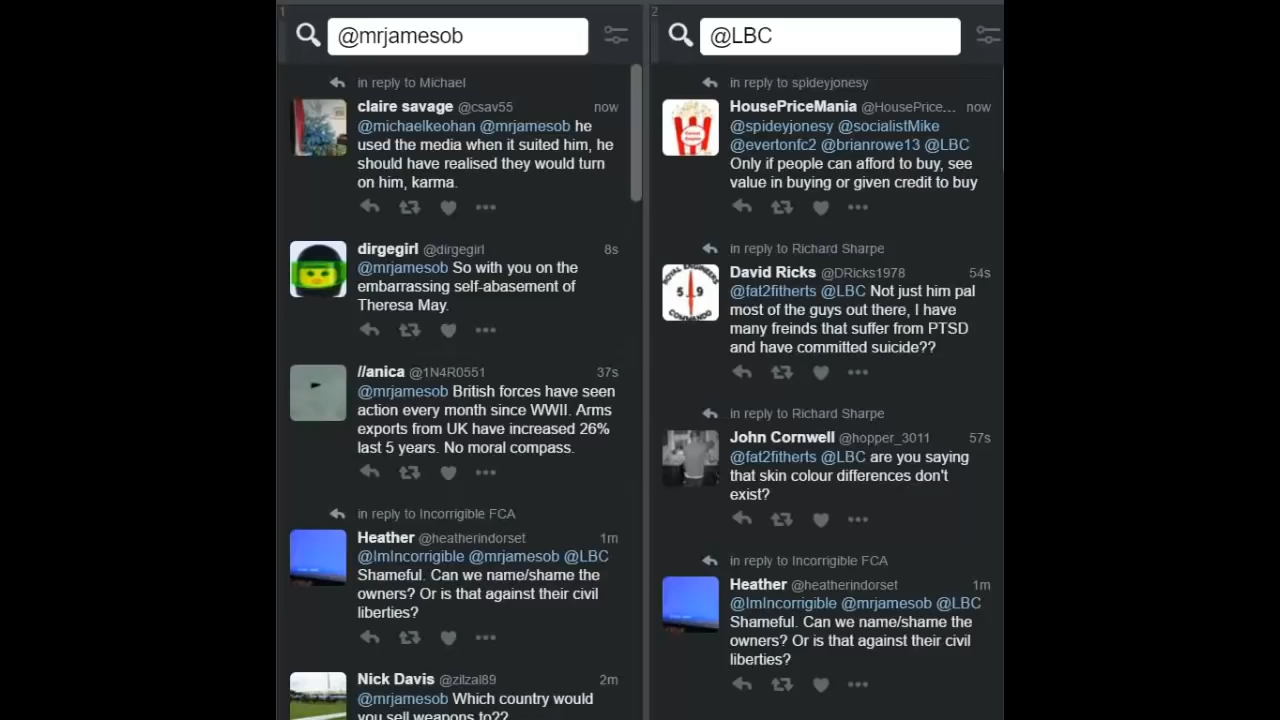 1
@mrjamesob
in reply to Michael
claire savage @csav55 now
@michaelkeohan @mrjamesob he
used the media when it suited him, he
should have realised they would turn
on him, karma.
dirgegirl @dirgegirl 8s
@mrjamesob So with you on the
embarrassing self-abasement of
Theresa May.
//anica @1N4R0551 37s
@mrjamesob British forces have seen
action every month since WWII. Arms
exports from UK have increased 26%
last 5 years. No moral compass.
in reply to Incorrigible FCA
Heather @heatherindorset 1m
@ImIncorrigible @mrjamesob @LBC
Shameful. Can we name/shame the
owners? Or is that against their civil
liberties?
Nick Davis @zilzal89 2m
@mrjamesob Which country would
you sell weapons to??
2
@LBC
in reply to spideyjonesy
HousePriceMania @HousePrice... now
@spideyjonesy @socialistMike
@evertonfc2 @brianrowe13 @LBC
Only if people can afford to buy, see
value in buying or given credit to buy
in reply to Richard Sharpe
David Ricks @DRicks1978 54s
@fat2fitherts @LBC Not just him pal
most of the guys out there, I have
many freinds that suffer from PTSD
and have committed suicide??
ROYAL ENGINEERS
59
COMMANDO
in reply to Richard Sharpe
John Cornwell @hopper_3011 57s
@fat2fitherts @LBC are you saying
that skin colour differences don't
exist?
in reply to Incorrigible FCA
Heather @heatherindorset 1m
@ImIncorrigible @mrjamesob @LBC
Shameful. Can we name/shame the
owners? Or is that against their civil
liberties?